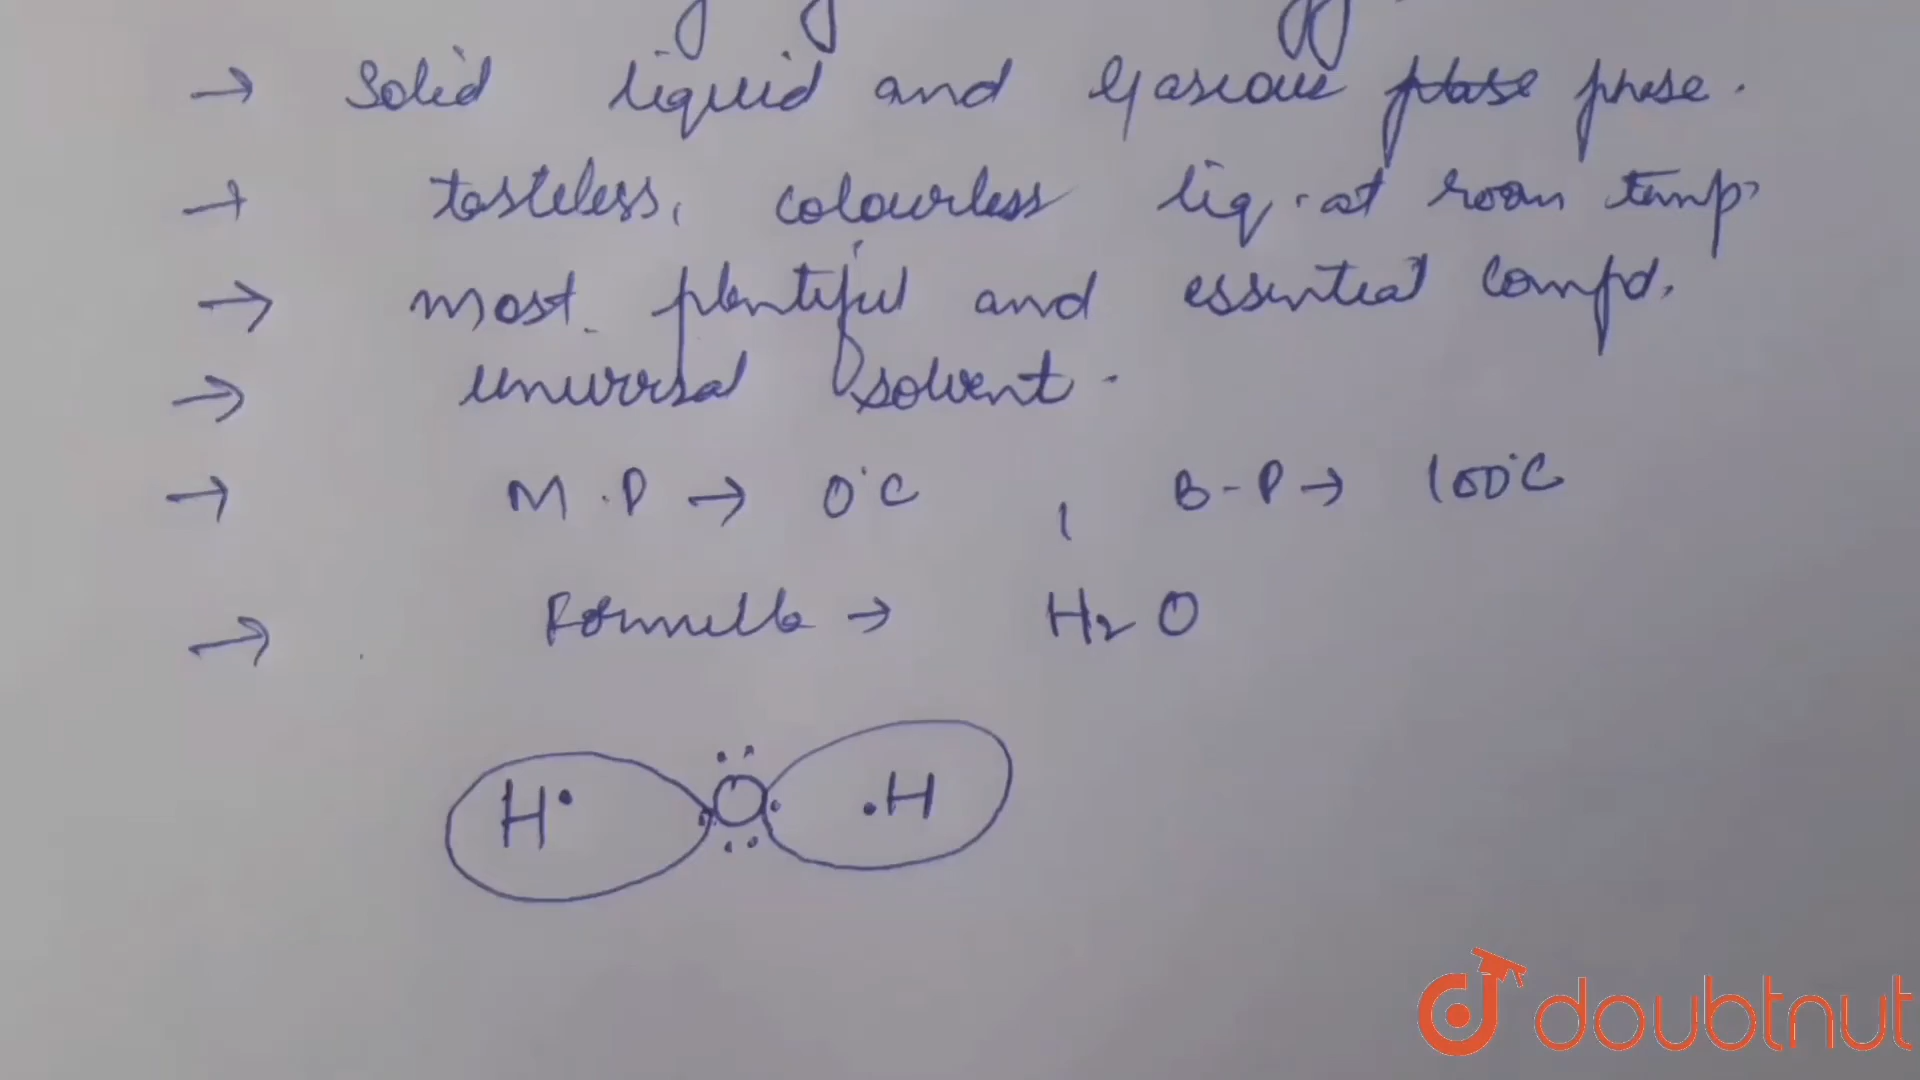 → Solid liquid and gaseous phase.
→ tasteless, colourless liq. at room temp.
→ most plentiful and essential compd.
→ universal solvent.
→ M.P → 0°C , B-P → 100°C
→ Formula → H₂O
H· :O: ·H
doubtnut